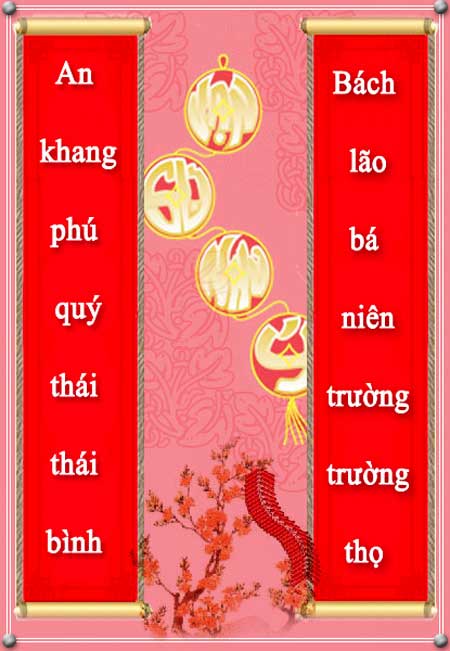 An
khang
phú
quý
thái
thái
bình
Bách
lão
bá
niên
trường
trường
thọ